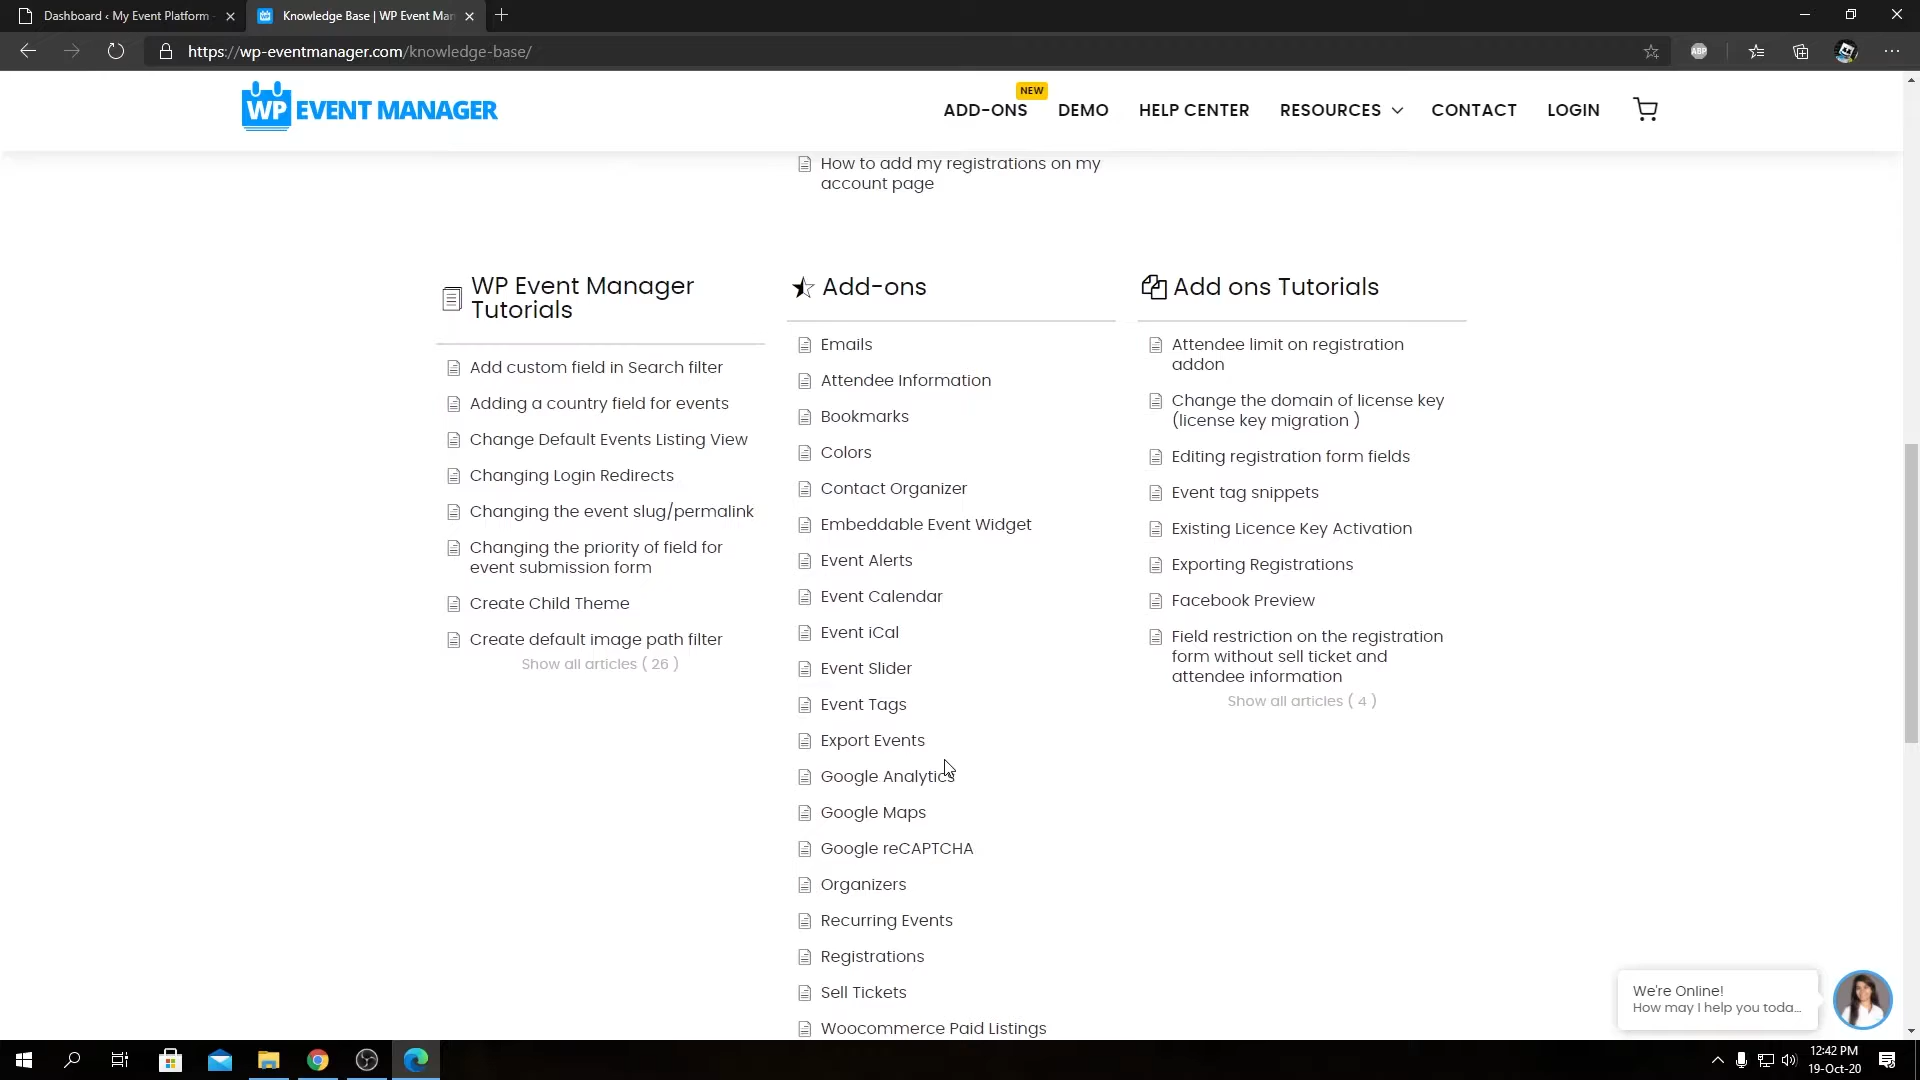 Dashboard ‹ My Event Platform
Knowledge Base | WP Event Man
https://wp-eventmanager.com/knowledge-base/
ABP
WP EVENT MANAGER
NEW
ADD-ONS
DEMO
HELP CENTER
RESOURCES
CONTACT
LOGIN
How to add my registrations on my
account page
WP Event Manager
Tutorials
Add custom field in Search filter
Adding a country field for events
Change Default Events Listing View
Changing Login Redirects
Changing the event slug/permalink
Changing the priority of field for
event submission form
Create Child Theme
Create default image path filter
Show all articles ( 26 )
Add-ons
Emails
Attendee Information
Bookmarks
Colors
Contact Organizer
Embeddable Event Widget
Event Alerts
Event Calendar
Event iCal
Event Slider
Event Tags
Export Events
Google Analytics
Google Maps
Google reCAPTCHA
Organizers
Recurring Events
Registrations
Sell Tickets
Woocommerce Paid Listings
Add ons Tutorials
Attendee limit on registration
addon
Change the domain of license key
(license key migration )
Editing registration form fields
Event tag snippets
Existing Licence Key Activation
Exporting Registrations
Facebook Preview
Field restriction on the registration
form without sell ticket and
attendee information
Show all articles ( 4 )
We're Online!
How may I help you toda...
12:42 PM
19-Oct-20